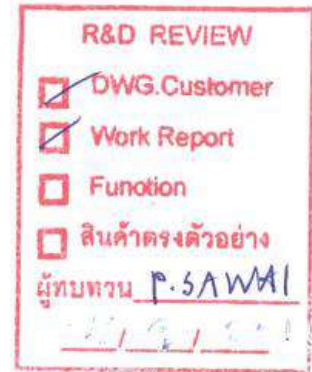 R&D REVIEW
DWG.Customer
Work Report
Function
สินค้าตรงตัวอย่าง
ผู้ทบทวน P.SAWAI